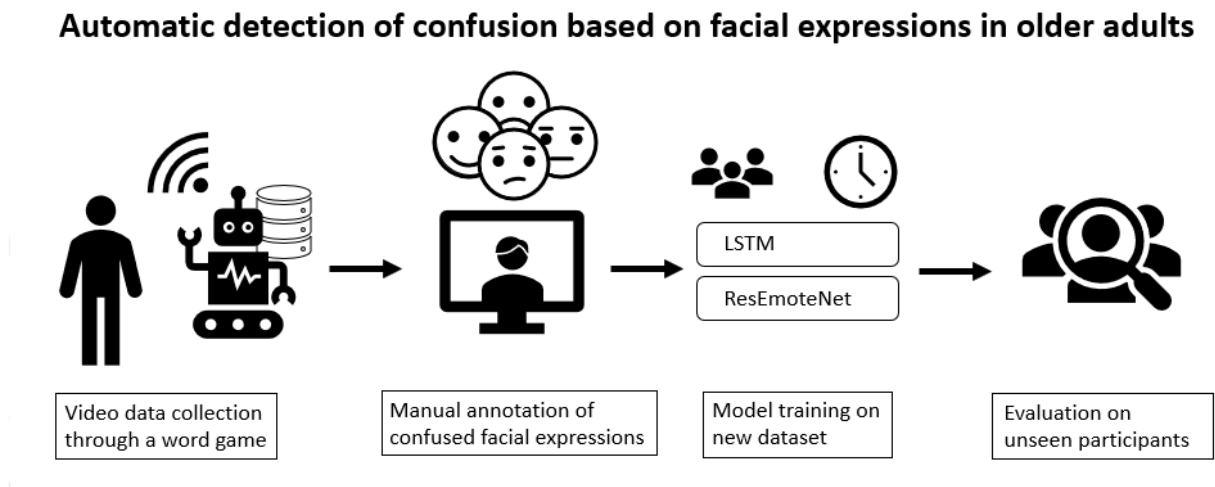 Automatic detection of confusion based on facial expressions in older adults
LSTM
ResEmoteNet
Video data collection
through a word game
Manual annotation of
confused facial expressions
Model training on
new dataset
Evaluation on
unseen participants